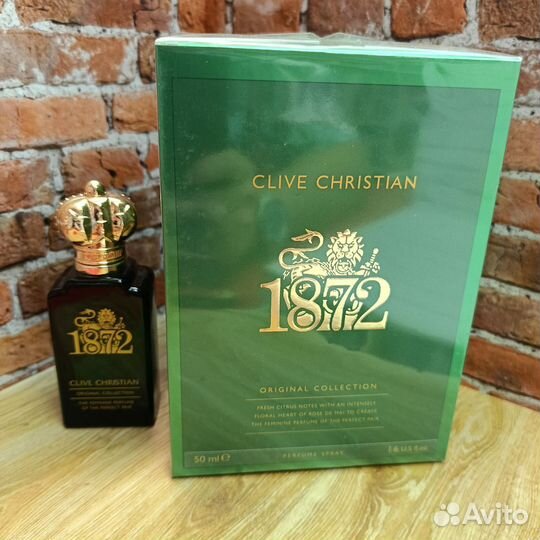 CLIVE CHRISTIAN
1872
ORIGINAL COLLECTION
FRESH CITRUS NOTES WITH AN INTENSELY
FLORAL HEART OF ROSE DE MAI TO CREATE
THE FEMININE PERFUME OF THE PERFECT PAIR
50 ml e
PERFUME SPRAY
1.6 U.S fl.oz
1872
CLIVE CHRISTIAN
ORIGINAL COLLECTION
THE FEMININE PERFUME
OF THE PERFECT PAIR
Avito